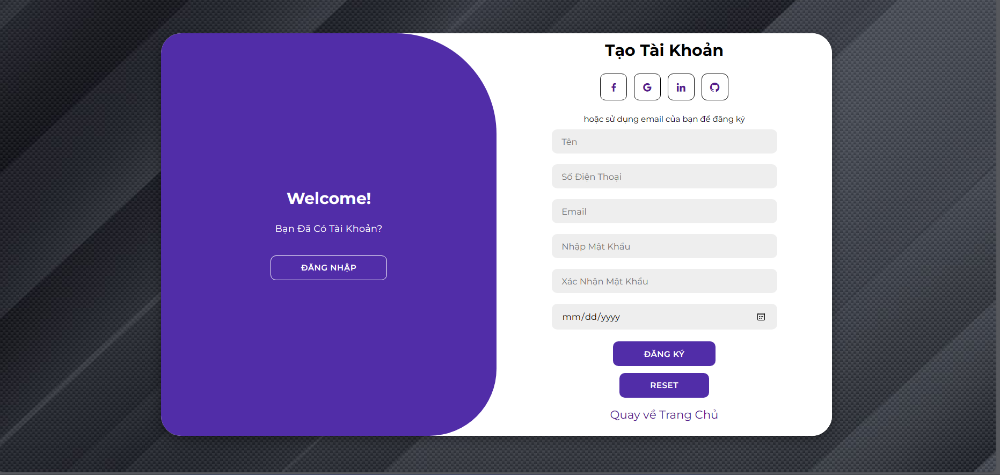 Welcome!
Bạn Đã Có Tài Khoản?
ĐĂNG NHẬP
Tạo Tài Khoản
hoặc sử dụng email của bạn để đăng ký
Tên
Số Điện Thoại
Email
Nhập Mật Khẩu
Xác Nhận Mật Khẩu
mm/dd/yyyy
ĐĂNG KÝ
RESET
Quay về Trang Chủ